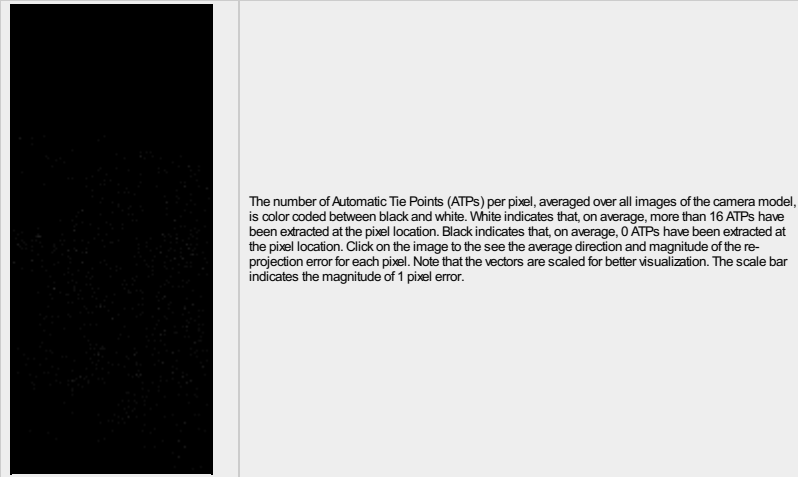 The number of Automatic Tie Points (ATPs) per pixel, averaged over all images of the camera model,
is color coded between black and white. White indicates that, on average, more than 16 ATPs have
been extracted at the pixel location. Black indicates that, on average, 0 ATPs have been extracted at
the pixel location. Click on the image to the see the average direction and magnitude of the re-
projection error for each pixel. Note that the vectors are scaled for better visualization. The scale bar
indicates the magnitude of 1 pixel error.